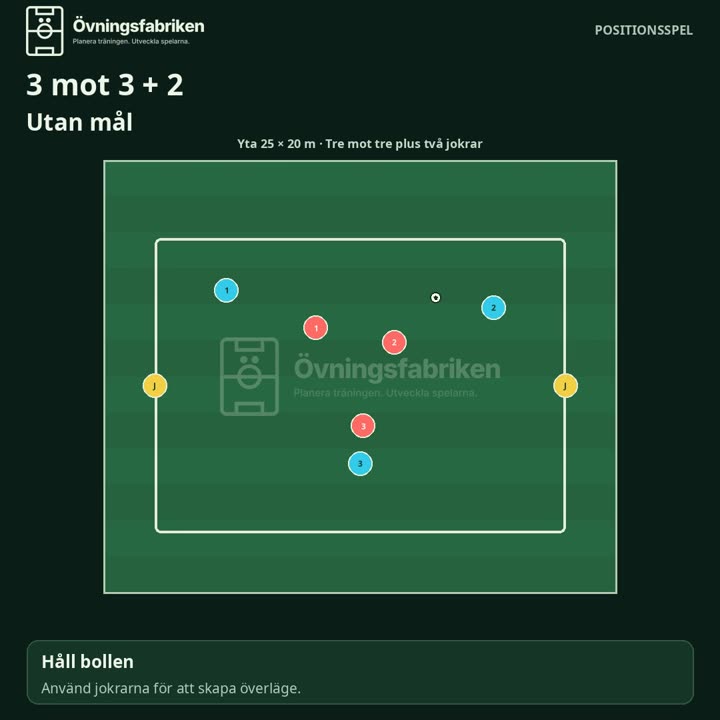 Övningsfabriken
Planera träningen. Utveckla spelarna.
POSITIONSSPEL
3 mot 3 + 2
Utan mål
Yta 25 × 20 m · Tre mot tre plus två jokrar
1
2
1
2
Övningsfabriken
Planera träningen. Utveckla spelarna.
J
J
3
3
Håll bollen
Använd jokrarna för att skapa överläge.